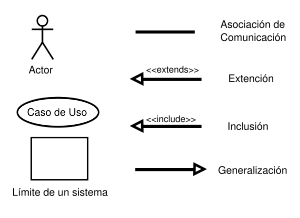 Asociación de
Comunicación
Actor
<<extends>>
Extención
Caso de Uso
<<include>>
Inclusión
Generalización
Límite de un sistema